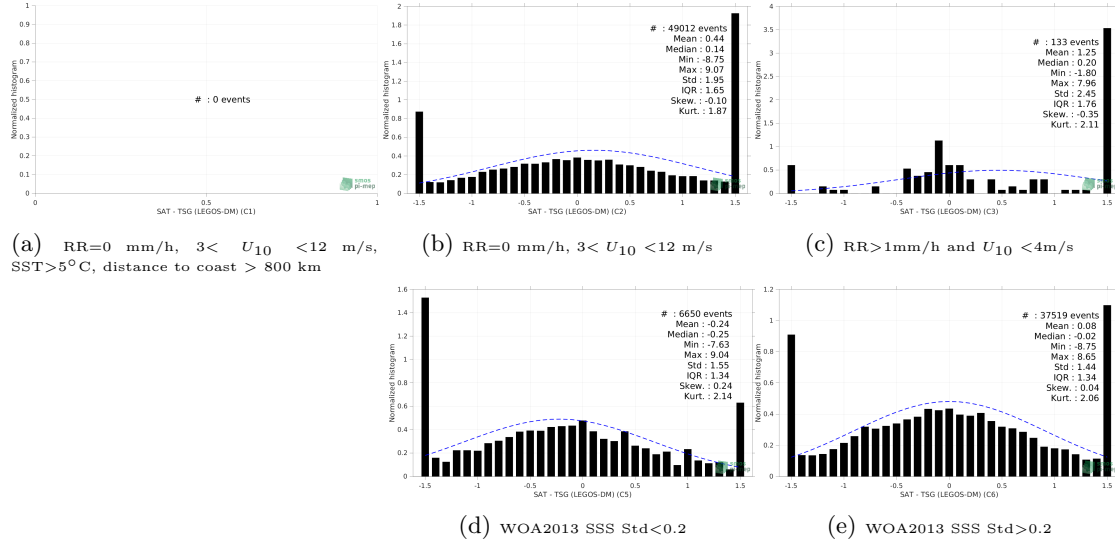 1
0.9
0.8
0.7
0.6
0.5
0.4
0.3
0.2
0.1
0
Normalized histogram
# : 0 events
smos
pi-mep
0 0.5 1
SAT - TSG (LEGOS-DM) (C1)
(a) RR=0 mm/h, 3< U10 <12 m/s,
SST>5°C, distance to coast > 800 km
2
1.8
1.6
1.4
1.2
1
0.8
0.6
0.4
0.2
0
Normalized histogram
# : 49012 events
Mean : 0.44
Median : 0.14
Min : -8.75
Max : 9.07
Std : 1.95
IQR : 1.65
Skew. : -0.10
Kurt. : 1.87
pi-mep
-1.5 -1 -0.5 0 0.5 1 1.5
SAT - TSG (LEGOS-DM) (C2)
(b) RR=0 mm/h, 3< U10 <12 m/s
4
3.5
3
2.5
2
1.5
1
0.5
0
Normalized histogram
# : 133 events
Mean : 1.25
Median : 0.20
Min : -1.80
Max : 7.96
Std : 2.45
IQR : 1.76
Skew. : -0.35
Kurt. : 2.11
pi-mep
-1.5 -1 -0.5 0 0.5 1 1.5
SAT - TSG (LEGOS-DM) (C3)
(c) RR>1mm/h and U10 <4m/s
1.6
1.4
1.2
1
0.8
0.6
0.4
0.2
0
Normalized histogram
# : 6650 events
Mean : -0.24
Median : -0.25
Min : -7.63
Max : 9.04
Std : 1.55
IQR : 1.34
Skew. : 0.24
Kurt. : 2.14
pi-mep
-1.5 -1 -0.5 0 0.5 1 1.5
SAT - TSG (LEGOS-DM) (C5)
(d) WOA2013 SSS Std<0.2
1.2
1
0.8
0.6
0.4
0.2
0
Normalized histogram
# : 37519 events
Mean : 0.08
Median : -0.02
Min : -8.75
Max : 8.65
Std : 1.44
IQR : 1.34
Skew. : 0.04
Kurt. : 2.06
pi-mep
-1.5 -1 -0.5 0 0.5 1 1.5
SAT - TSG (LEGOS-DM) (C6)
(e) WOA2013 SSS Std>0.2